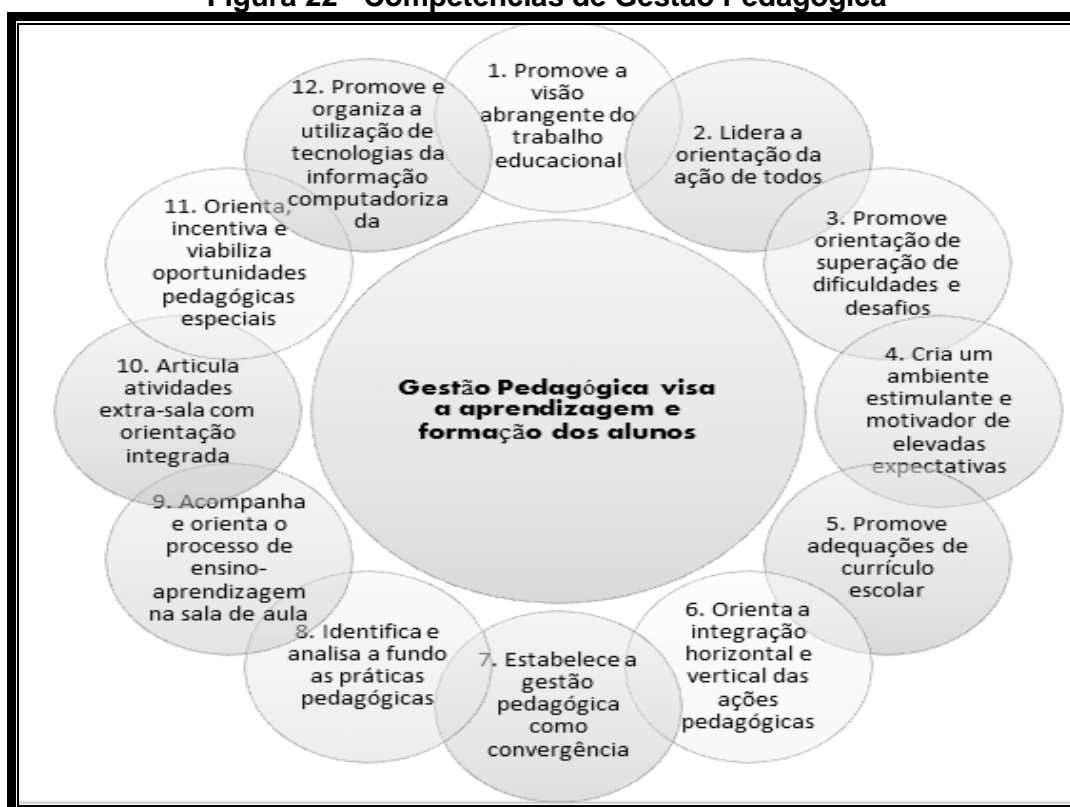 Figura 22 - Competências de Gestão Pedagógica
1. Promove a
visão
abrangente do
trabalho
educacional
2. Lidera a
orientação da
ação de todos
3. Promove
orientação de
superação de
dificuldades e
desafios
4. Cria um
ambiente
estimulante e
motivador de
elevadas
expectativas
5. Promove
adequações de
currículo
escolar
6. Orienta a
integração
horizontal e
vertical das
ações
pedagógicas
7. Estabelece a
gestão
pedagógica
como
convergência
8. Identifica e
analisa a fundo
as práticas
pedagógicas
9. Acompanha
e orienta o
processo de
ensino-
aprendizagem
na sala de aula
10. Articula
atividades
extra-sala com
orientação
integrada
11. Orienta,
incentiva e
viabiliza
oportunidades
pedagógicas
especiais
12. Promove e
organiza a
utilização de
tecnologias da
informação
computadoriza
da
Gestão Pedagógica visa
a aprendizagem e
formação dos alunos